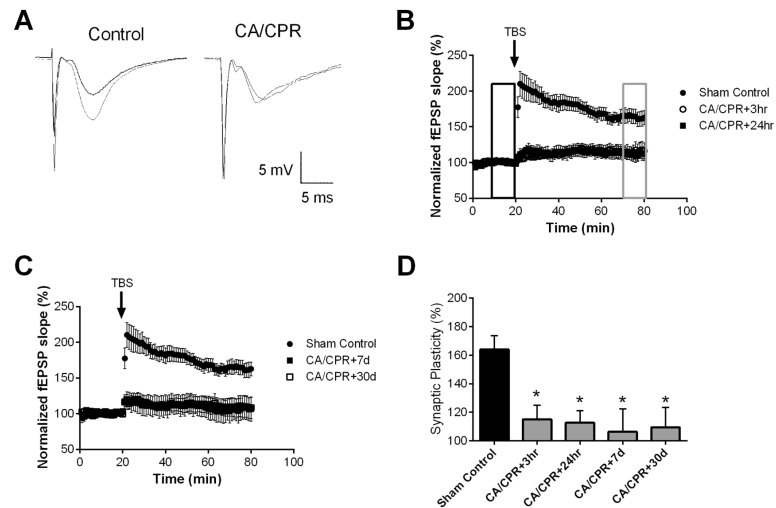 A
Control
CA/CPR
5 mV
5 ms
B
TBS
Normalized fEPSP slope (%)
250
200
150
100
50
0
20
40
60
80
100
Time (min)
Sham Control
CA/CPR+3hr
CA/CPR+24hr
C
TBS
Normalized fEPSP slope (%)
250
200
150
100
50
0
20
40
60
80
100
Time (min)
Sham Control
CA/CPR+7d
CA/CPR+30d
D
Synaptic Plasticity (%)
200
180
160
140
120
100
* * * *
Sham Control
CA/CPR+3hr
CA/CPR+24hr
CA/CPR+7d
CA/CPR+30d